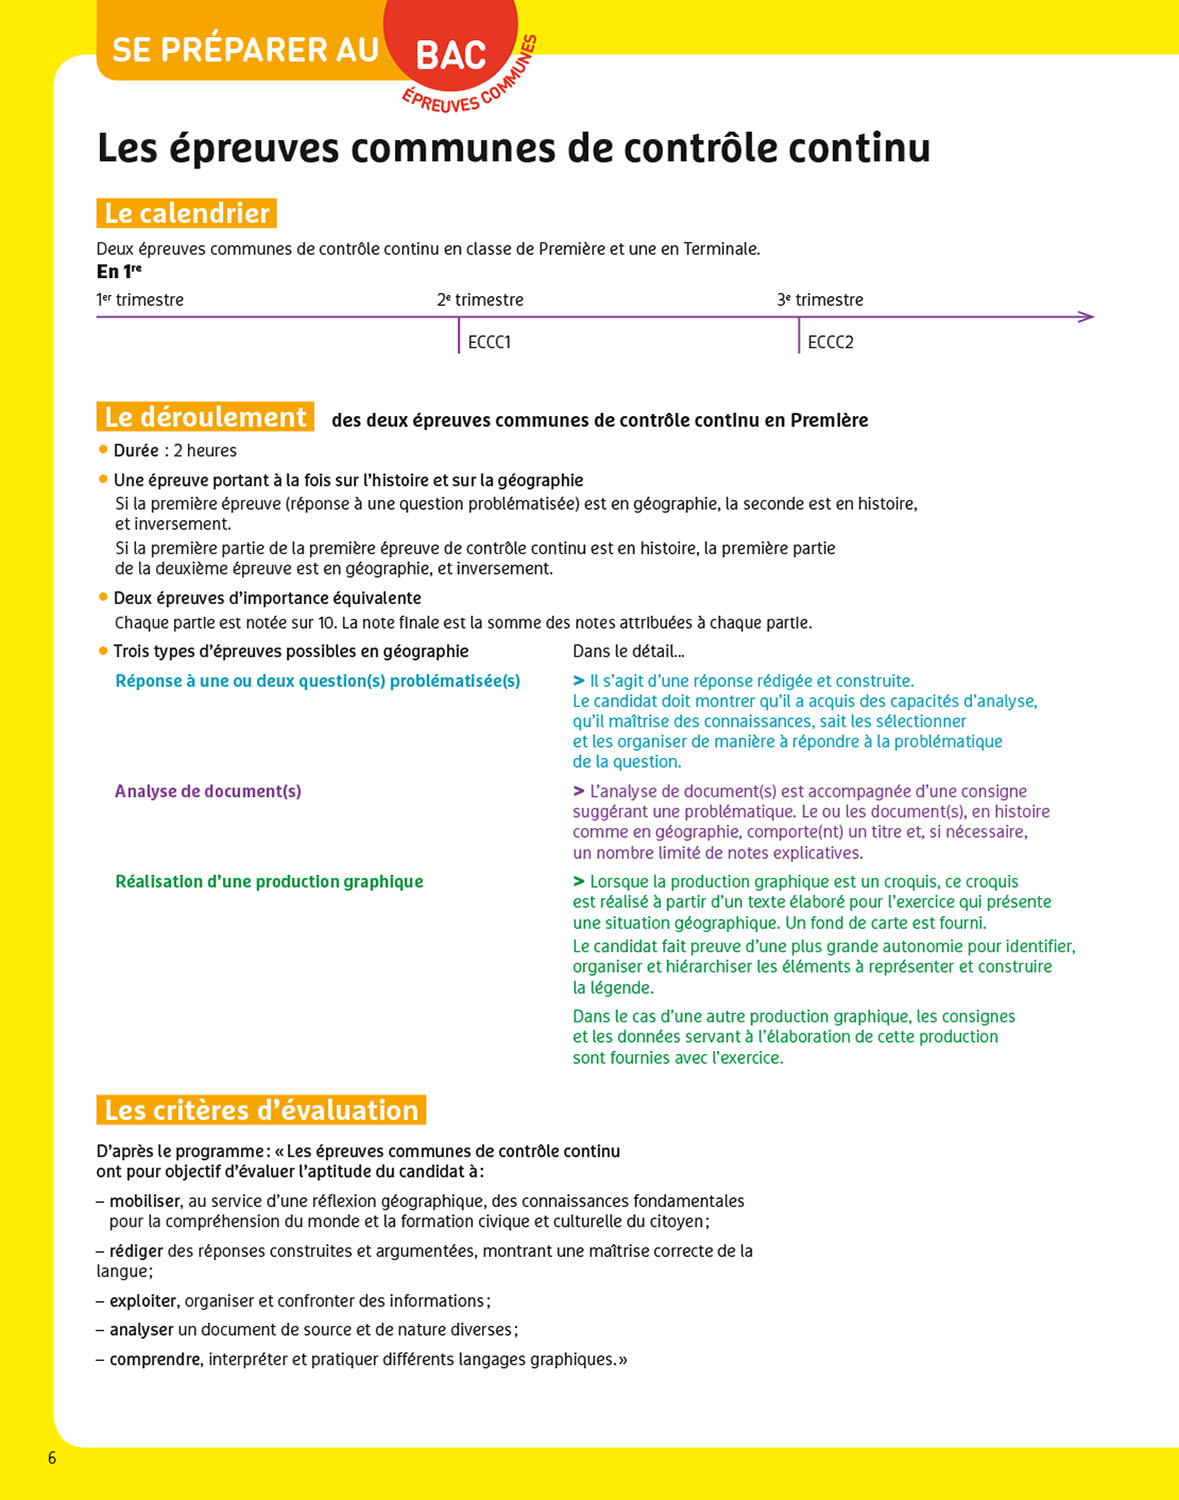 SE PRÉPARER AU BAC
ÉPREUVES COMMUNES
Les épreuves communes de contrôle continu
Le calendrier
Deux épreuves communes de contrôle continu en classe de Première et une en Terminale.
En 1re
1er trimestre 2e trimestre 3e trimestre
ECCC1 ECCC2
Le déroulement des deux épreuves communes de contrôle continu en Première
• Durée : 2 heures
• Une épreuve portant à la fois sur l’histoire et sur la géographie
Si la première épreuve (réponse à une question problématisée) est en géographie, la seconde est en histoire,
et inversement.
Si la première partie de la première épreuve de contrôle continu est en histoire, la première partie
de la deuxième épreuve est en géographie, et inversement.
• Deux épreuves d’importance équivalente
Chaque partie est notée sur 10. La note finale est la somme des notes attribuées à chaque partie.
• Trois types d’épreuves possibles en géographie Dans le détail...
Réponse à une ou deux question(s) problématisée(s) > Il s’agit d’une réponse rédigée et construite.
Le candidat doit montrer qu’il a acquis des capacités d’analyse,
qu’il maîtrise des connaissances, sait les sélectionner
et les organiser de manière à répondre à la problématique
de la question.
Analyse de document(s) > L’analyse de document(s) est accompagnée d’une consigne
suggérant une problématique. Le ou les document(s), en histoire
comme en géographie, comporte(nt) un titre et, si nécessaire,
un nombre limité de notes explicatives.
Réalisation d’une production graphique > Lorsque la production graphique est un croquis, ce croquis
est réalisé à partir d’un texte élaboré pour l’exercice qui présente
une situation géographique. Un fond de carte est fourni.
Le candidat fait preuve d’une plus grande autonomie pour identifier,
organiser et hiérarchiser les éléments à représenter et construire
la légende.
Dans le cas d’une autre production graphique, les consignes
et les données servant à l’élaboration de cette production
sont fournies avec l’exercice.
Les critères d’évaluation
D’après le programme : « Les épreuves communes de contrôle continu
ont pour objectif d’évaluer l’aptitude du candidat à :
– mobiliser, au service d’une réflexion géographique, des connaissances fondamentales
pour la compréhension du monde et la formation civique et culturelle du citoyen ;
– rédiger des réponses construites et argumentées, montrant une maîtrise correcte de la
langue ;
– exploiter, organiser et confronter des informations ;
– analyser un document de source et de nature diverses ;
– comprendre, interpréter et pratiquer différents langages graphiques. »
6